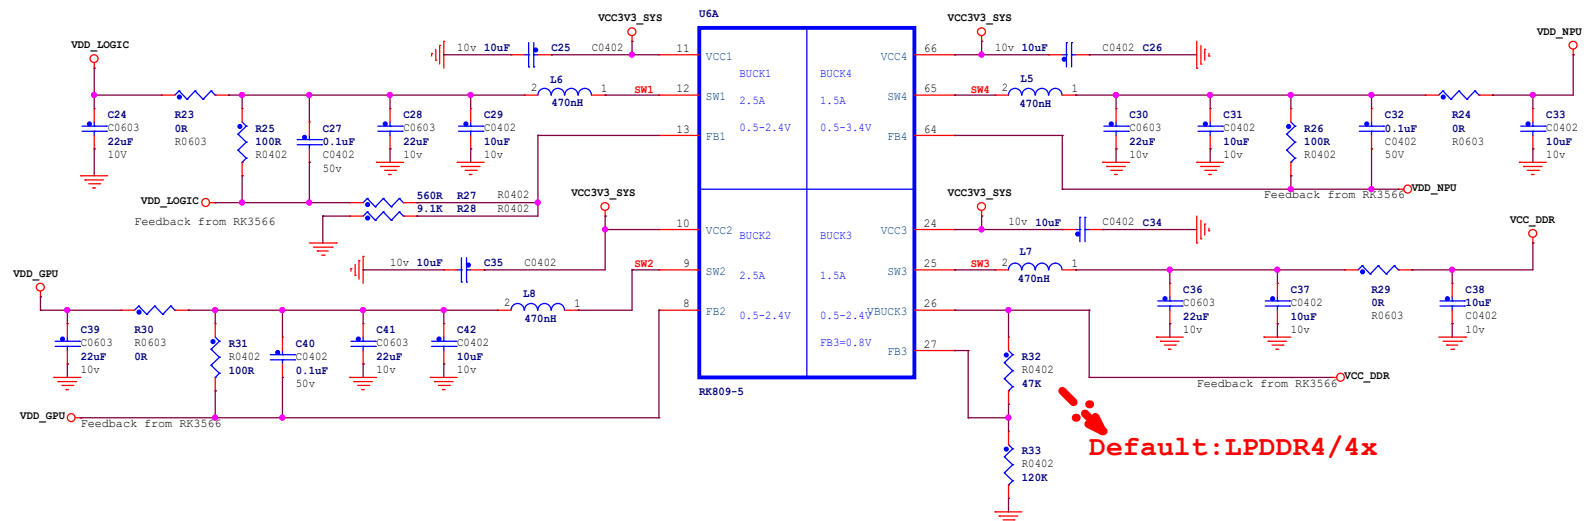 U6A
VCC3V3_SYS
VCC3V3_SYS
VDD_LOGIC
VDD_NPU
10v 10uF C25 C0402
11
VCC1
VCC4
66
10v 10uF C0402 C26
BUCK1
BUCK4
L6
2 1
470nH
SW1
12
SW1
2.5A
1.5A
SW4
65
SW4
L5
2 1
470nH
R23
0R
R0603
R24
0R
R0603
C24
C0603
22uF
10V
R25
100R
R0402
C27
0.1uF
C0402
50v
C28
C0603
22uF
10v
C29
C0402
10uF
10v
13
FB1
0.5-2.4V
0.5-3.4V
FB4
64
C30
C0603
22uF
10v
C31
C0402
10uF
10v
R26
100R
R0402
C32
0.1uF
C0402
50V
C33
C0402
10uF
10v
VDD_LOGIC
560R R27 R0402
9.1K R28 R0402
Feedback from RK3566
Feedback from RK3566
VDD_NPU
VCC3V3_SYS
VCC3V3_SYS
10
VCC2
BUCK2
BUCK3
VCC3
24
10v 10uF C0402 C34
VCC_DDR
10v 10uF C35 C0402
SW2
9
SW2
2.5A
1.5A
SW3
25
SW3
L7
2 1
470nH
R29
0R
R0603
VDD_GPU
L8
2 1
470nH
8
FB2
0.5-2.4V
0.5-2.4V
VBUCK3
26
C36
C0603
22uF
10v
C37
C0402
10uF
10v
C38
10uF
C0402
10v
C39
C0603
22uF
10v
R30
R0603
0R
R31
R0402
100R
C40
C0402
0.1uF
50v
C41
C0603
22uF
10v
C42
C0402
10uF
10v
FB3=0.8V
FB3
27
R32
R0402
47K
Feedback from RK3566
VCC_DDR
RK809-5
VDD_GPU
Feedback from RK3566
Default:LPDDR4/4x
R33
R0402
120K